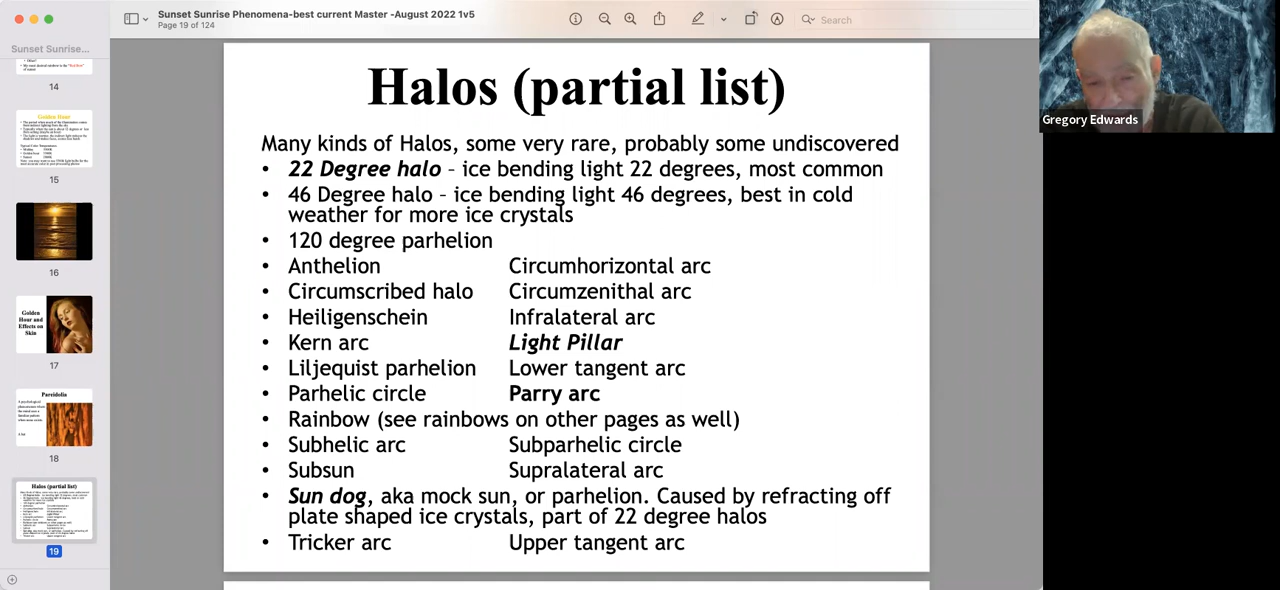 Sunset Sunrise Phenomena-best current Master -August 2022 1v5
Page 19 of 124
Search
Sunset Sunrise...
14
Golden Hour
15
16
Golden
Hour and
Effects on
Skin
17
Pareidolia
18
Halos (partial list)
19
Halos (partial list)
Many kinds of Halos, some very rare, probably some undiscovered
• 22 Degree halo – ice bending light 22 degrees, most common
• 46 Degree halo – ice bending light 46 degrees, best in cold
weather for more ice crystals
• 120 degree parhelion
• Anthelion Circumhorizontal arc
• Circumscribed halo Circumzenithal arc
• Heiligenschein Infralateral arc
• Kern arc Light Pillar
• Liljequist parhelion Lower tangent arc
• Parhelic circle Parry arc
• Rainbow (see rainbows on other pages as well)
• Subhelic arc Subparhelic circle
• Subsun Supralateral arc
• Sun dog, aka mock sun, or parhelion. Caused by refracting off
plate shaped ice crystals, part of 22 degree halos
• Tricker arc Upper tangent arc
Gregory Edwards